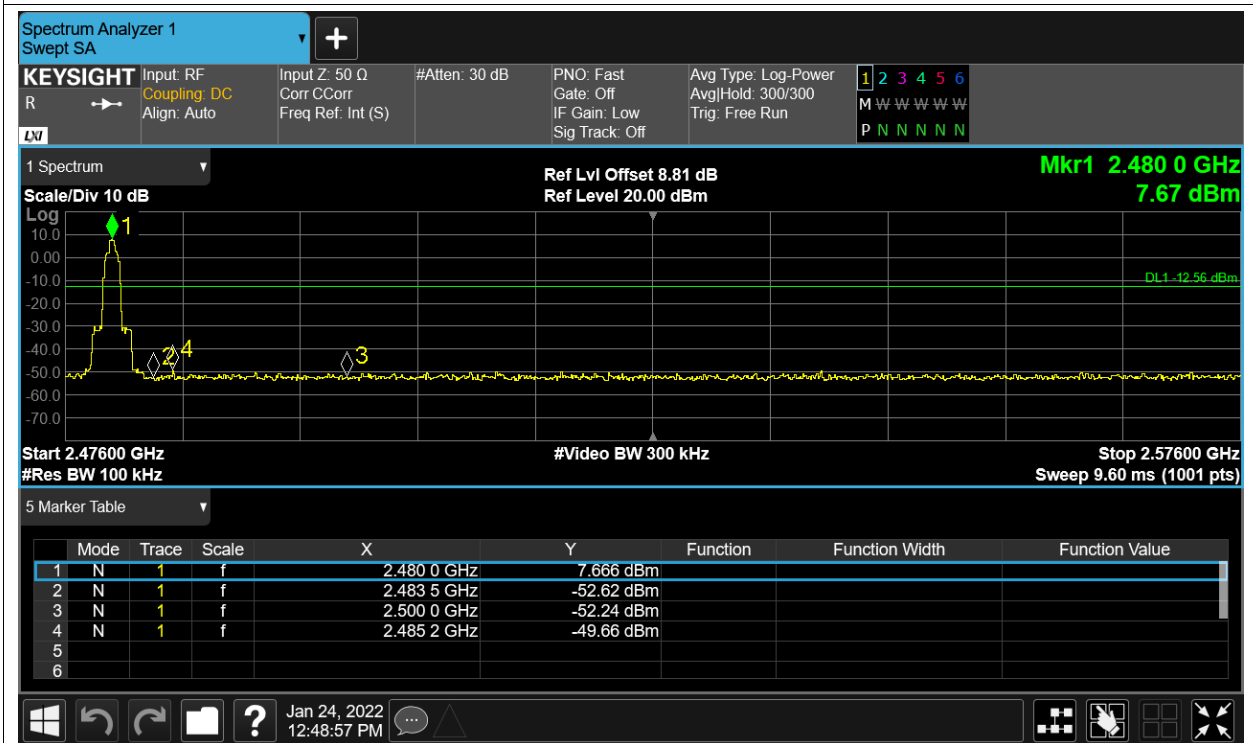 Spectrum Analyzer 1
Swept SA
KEYSIGHT Input: RF Input Z: 50 Ω #Atten: 30 dB PNO: Fast Avg Type: Log-Power 1 2 3 4 5 6
R Coupling: DC Corr CCorr Gate: Off Avg|Hold: 300/300 M W W W W W
Align: Auto Freq Ref: Int (S) IF Gain: Low Trig: Free Run
LXI Sig Track: Off P N N N N N
1 Spectrum Ref Lvl Offset 8.81 dB Mkr1 2.480 0 GHz
Scale/Div 10 dB Ref Level 20.00 dBm 7.67 dBm
Log
1
10.0
0.00
-10.0 DL1 -12.56 dBm
-20.0
-30.0
-40.0 2 4 3
-50.0
-60.0
-70.0
Start 2.47600 GHz #Video BW 300 kHz Stop 2.57600 GHz
#Res BW 100 kHz Sweep 9.60 ms (1001 pts)
5 Marker Table
Mode Trace Scale X Y Function Function Width Function Value
1 N 1 f 2.480 0 GHz 7.666 dBm
2 N 1 f 2.483 5 GHz -52.62 dBm
3 N 1 f 2.500 0 GHz -52.24 dBm
4 N 1 f 2.485 2 GHz -49.66 dBm
5
6
? Jan 24, 2022
12:48:57 PM